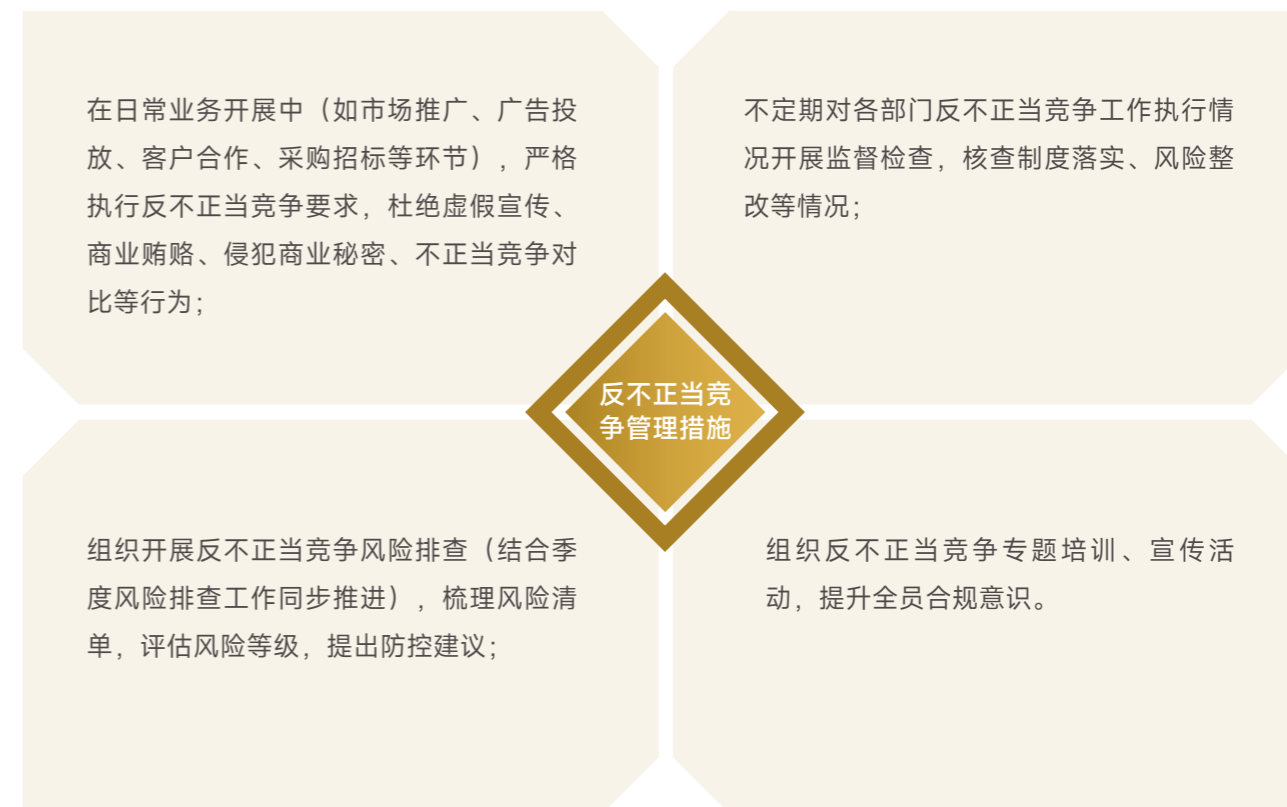 在日常业务开展中（如市场推广、广告投
放、客户合作、采购招标等环节），严格
执行反不正当竞争要求，杜绝虚假宣传、
商业贿赂、侵犯商业秘密、不正当竞争对
比等行为；
不定期对各部门反不正当竞争工作执行情
况开展监督检查，核查制度落实、风险整
改等情况；
反不正当竞
争管理措施
组织开展反不正当竞争风险排查（结合季
度风险排查工作同步推进），梳理风险清
单，评估风险等级，提出防控建议；
组织反不正当竞争专题培训、宣传活
动，提升全员合规意识。